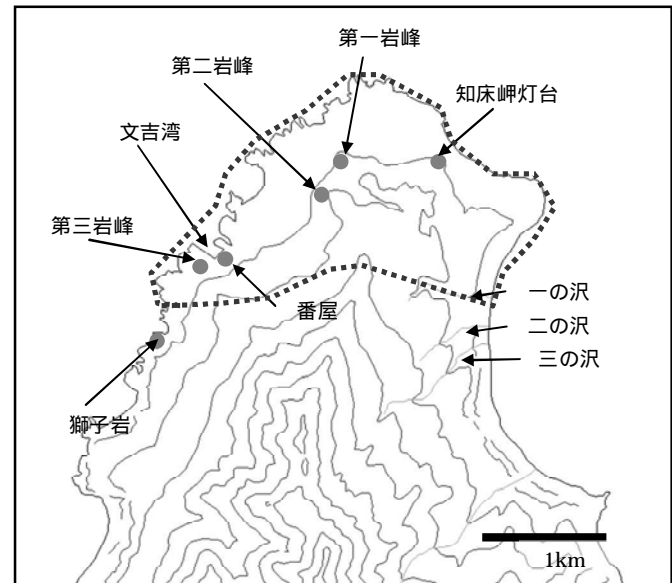 第一岩峰
第二岩峰
知床岬灯台
文吉湾
第三岩峰
一の沢
番屋
二の沢
三の沢
獅子岩
1km